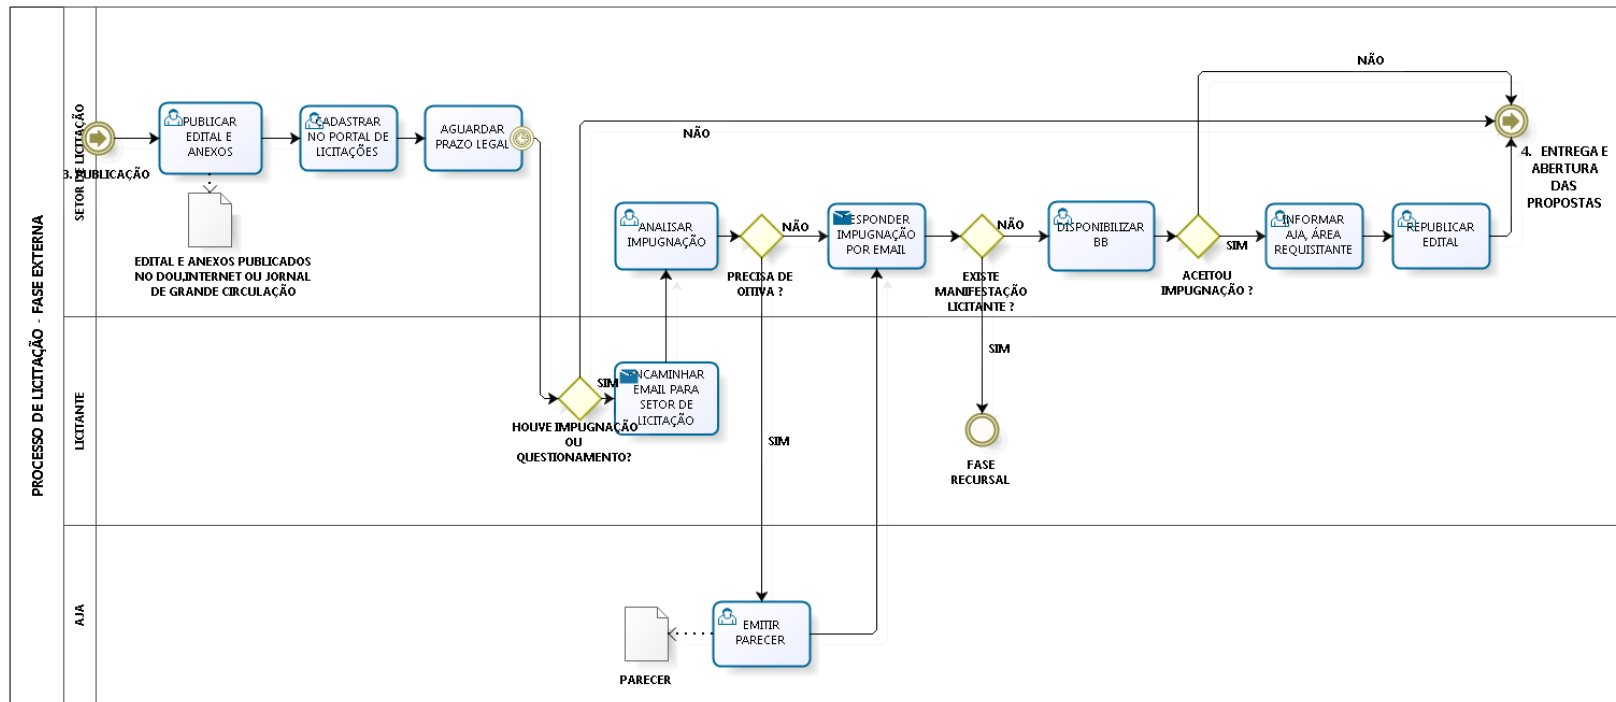 PROCESSO DE LICITAÇÃO - FASE EXTERNA
SETOR DE LICITAÇÃO
3. PUBLICAÇÃO
PUBLICAR
EDITAL E
ANEXOS
EDITAL E ANEXOS PUBLICADOS
NO DOU,INTERNET OU JORNAL
DE GRANDE CIRCULAÇÃO
CADASTRAR
NO PORTAL DE
LICITAÇÕES
AGUARDAR
PRAZO LEGAL
NÃO
NÃO
4. ENTREGA E
ABERTURA
DAS
PROPOSTAS
ANALISAR
IMPUGNAÇÃO
PRECISA DE
OITIVA ?
NÃO
RESPONDER
IMPUGNAÇÃO
POR EMAIL
EXISTE
MANIFESTAÇÃO
LICITANTE ?
NÃO
DISPONIBILIZAR
BB
ACEITOU
IMPUGNAÇÃO ?
SIM
INFORMAR
AJA, ÁREA
REQUISITANTE
REPUBLICAR
EDITAL
LICITANTE
HOUVE IMPUGNAÇÃO
OU
QUESTIONAMENTO?
SIM
ENCAMINHAR
EMAIL PARA
SETOR DE
LICITAÇÃO
SIM
SIM
FASE
RECURSAL
AJA
PARECER
EMITIR
PARECER